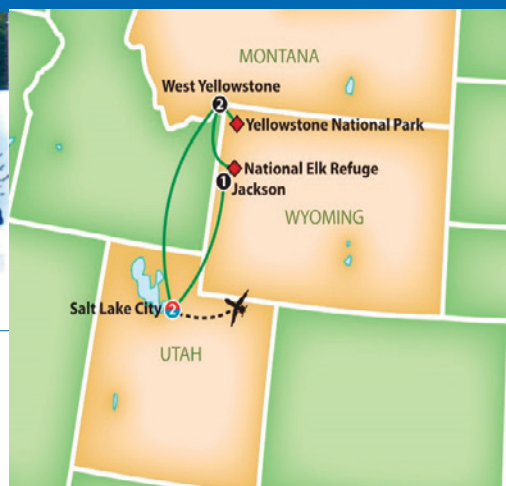 MONTANA
West Yellowstone
2
Yellowstone National Park
National Elk Refuge
1
Jackson
WYOMING
Salt Lake City
2
UTAH